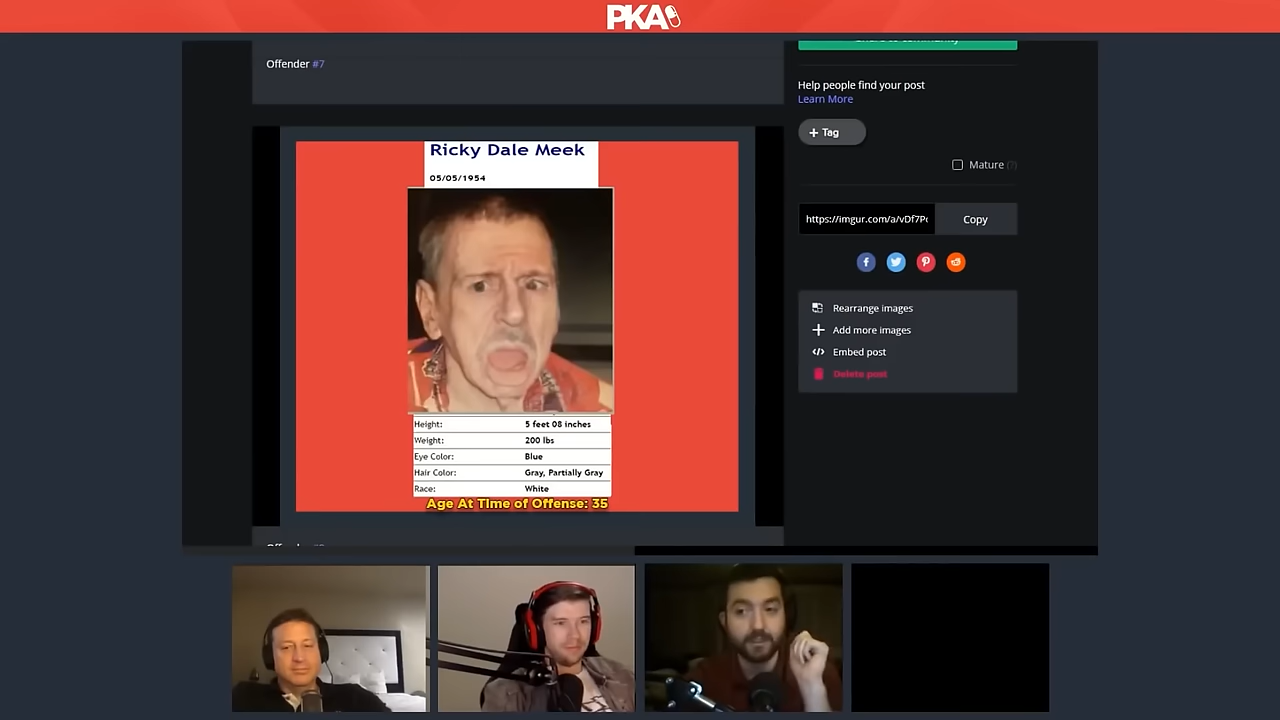 PKA
Offender #7
Help people find your post
Learn More
+ Tag
Mature (?)
https://imgur.com/a/vDf7P
Copy
Ricky Dale Meek
05/05/1954
Rearrange images
Add more images
Embed post
Delete post
Height: 5 feet 08 inches
Weight: 200 lbs
Eye Color: Blue
Hair Color: Gray, Partially Gray
Race: White
Age At Time of Offense: 35